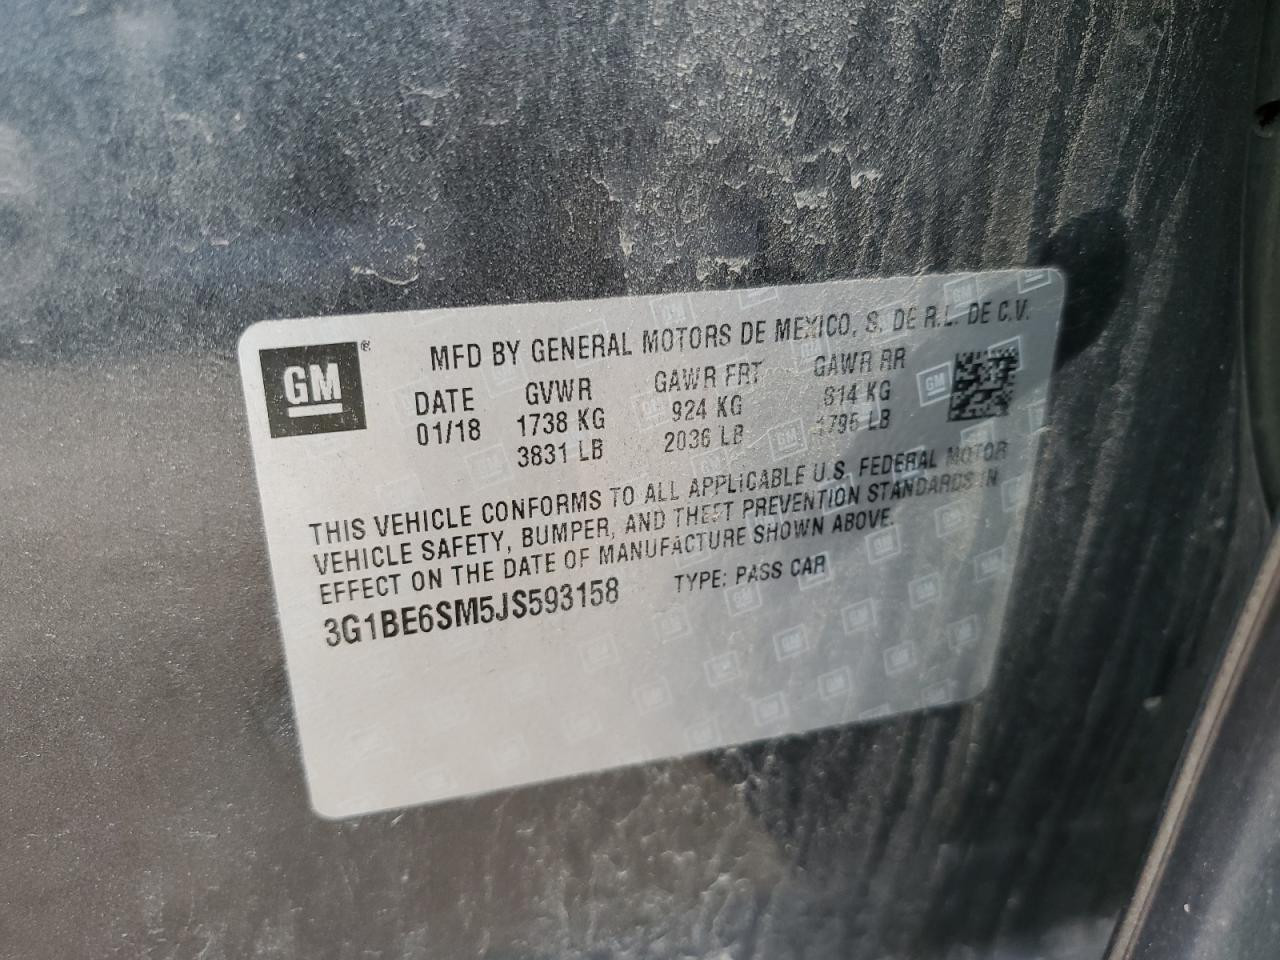 GM®
MFD BY GENERAL MOTORS DE MEXICO, S. DE R.L. DE C.V.
DATE GVWR GAWR FRT GAWR RR
01/18 1738 KG 924 KG 814 KG
3831 LB 2036 LB 1795 LB
THIS VEHICLE CONFORMS TO ALL APPLICABLE U.S. FEDERAL MOTOR
VEHICLE SAFETY, BUMPER, AND THEFT PREVENTION STANDARDS IN
EFFECT ON THE DATE OF MANUFACTURE SHOWN ABOVE.
3G1BE6SM5JS593158 TYPE: PASS CAR